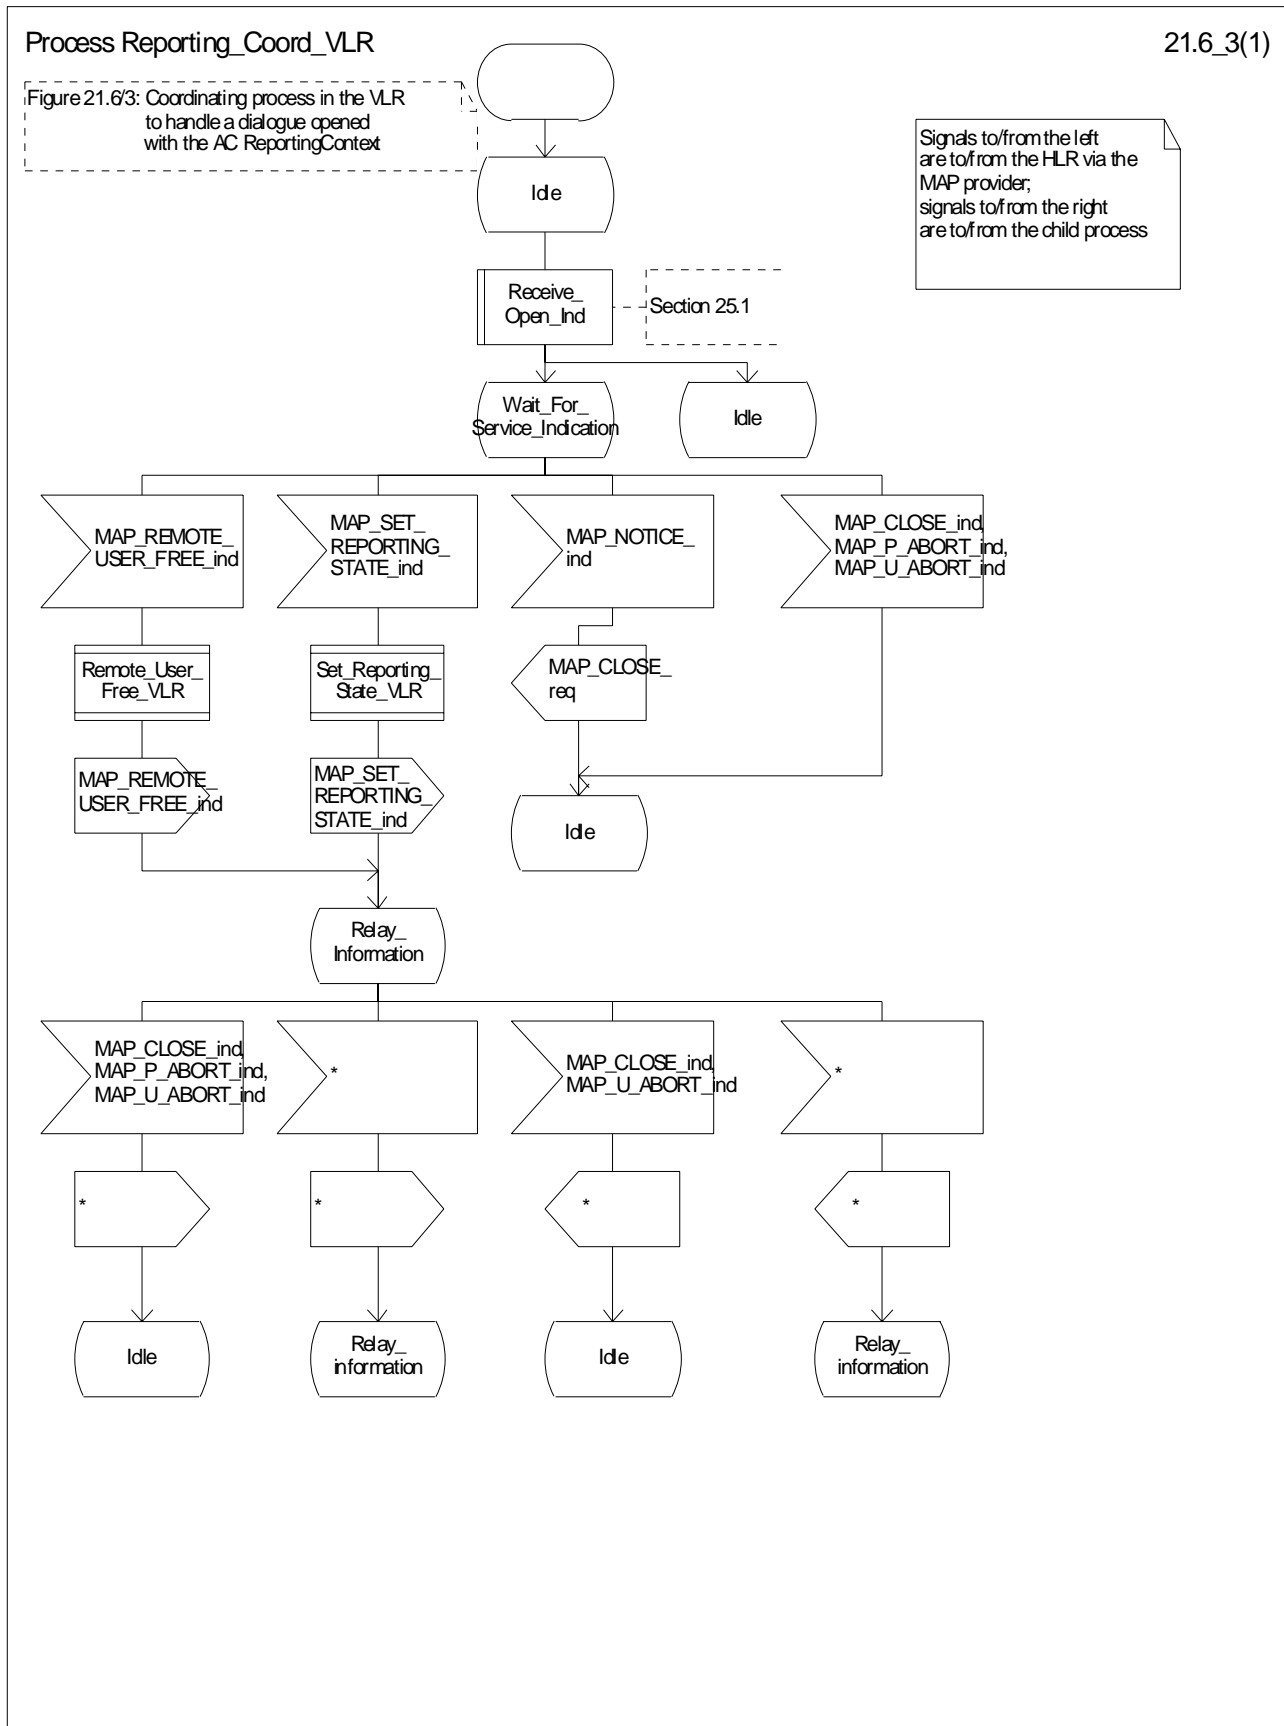 Process Reporting_Coord_VLR
21.6_3(1)
Figure 21.6/3: Coordinating process in the VLR
to handle a dialogue opened
with the AC ReportingContext
Signals to/from the left
are to/from the HLR via the
MAP provider;
signals to/from the right
are to/from the child process
Idle
Receive_
Open_Ind
Section 25.1
Wait_For_
Service_Indication
Idle
MAP_REMOTE_
USER_FREE_ind
MAP_SET_
REPORTING_
STATE_ind
MAP_NOTICE_
ind
MAP_CLOSE_ind,
MAP_P_ABORT_ind,
MAP_U_ABORT_ind
Remote_User_
Free_VLR
Set_Reporting_
State_VLR
MAP_CLOSE_
req
MAP_REMOTE_
USER_FREE_ind
MAP_SET_
REPORTING_
STATE_ind
Idle
Relay_
Information
MAP_CLOSE_ind,
MAP_P_ABORT_ind,
MAP_U_ABORT_ind
*
MAP_CLOSE_ind,
MAP_U_ABORT_ind
*
*
*
*
*
Idle
Relay_
information
Idle
Relay_
information